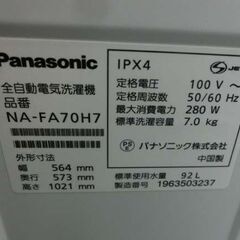 Panasonic
全自動電気洗濯機
品番
NA-FA70H7
外形寸法
幅 564 mm
奥行 573 mm
高さ 1021 mm
IPX4
JET
定格電圧 100 V～
定格周波数 50/60 Hz
最大消費電力 280 W
標準洗濯容量 7.0 kg
PS E パナソニック株式会社
中国製
標準使用水量 92 L
製造番号 1963503237